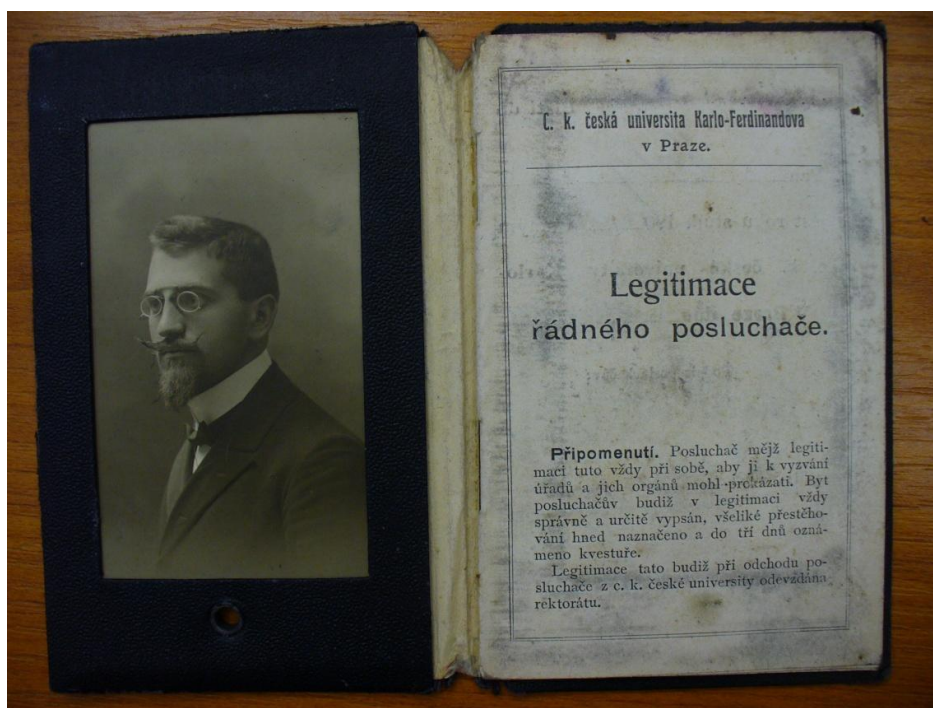 C. k. česká universita Karlo-Ferdinandova
v Praze.
Legitimace
řádného posluchače.
Připomenutí. Posluchač mějž legiti-
maci tuto vždy při sobě, aby ji k vyzvání
úřadů a jich orgánů mohl prokázati. Byt
posluchačův budiž v legitimaci vždy
správně a určitě vypsán, všeliké přestěho-
vání hned naznačeno a do tří dnů ozná-
meno kvestuře.
Legitimace tato budiž při odchodu po-
sluchače z c. k. české university odevzdána
rektorátu.